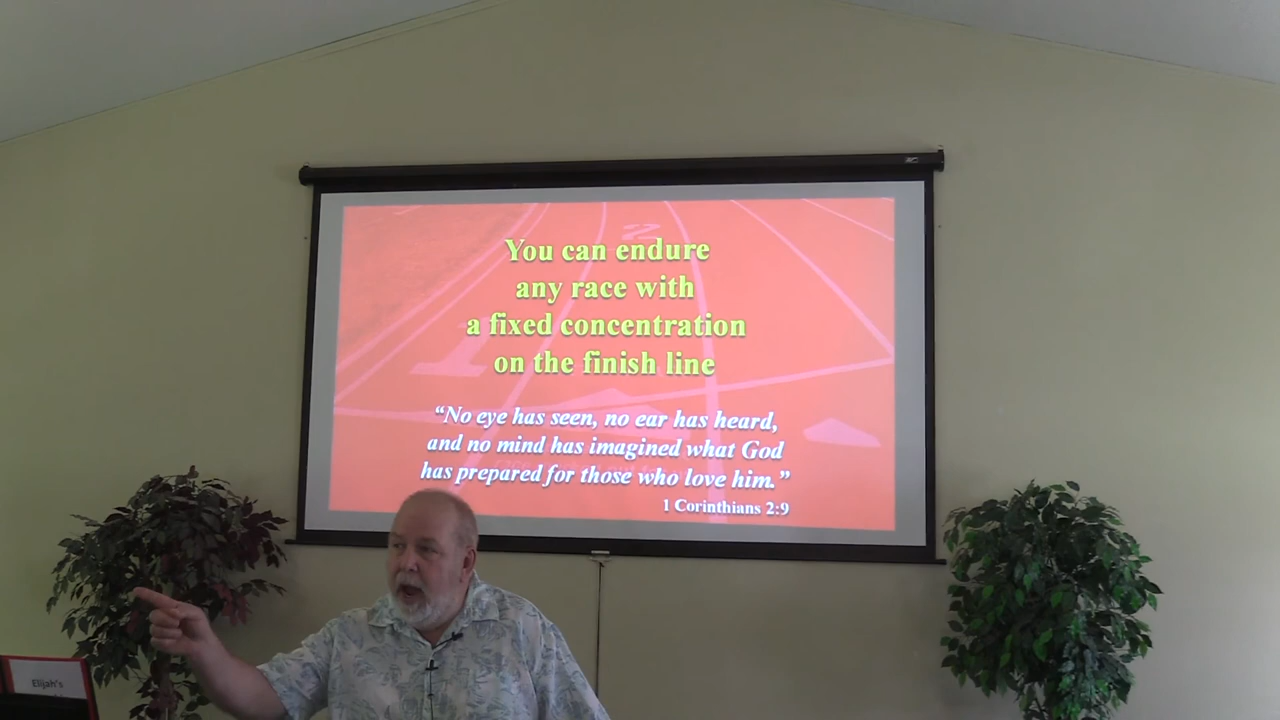 2
You can endure
any race with
a fixed concentration
on the finish line
1
“No eye has seen, no ear has heard,
and no mind has imagined what God
has prepared for those who love him.”
1 Corinthians 2:9
Elijah's